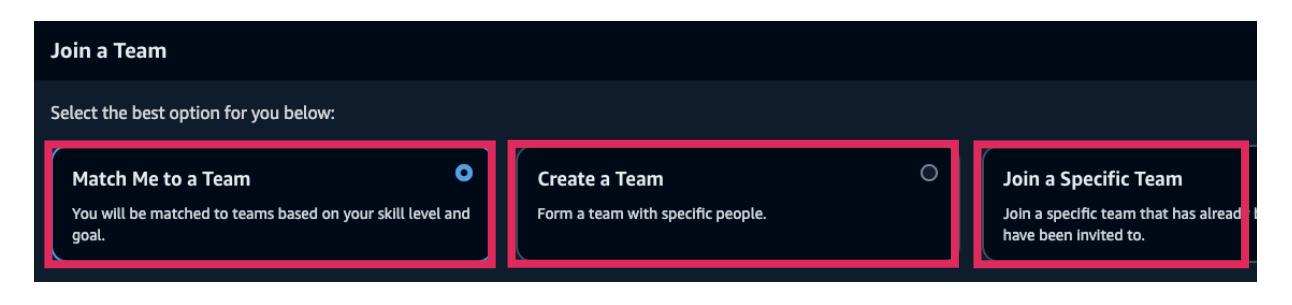 Join a Team
Select the best option for you below:
Match Me to a Team
You will be matched to teams based on your skill level and
goal.
Create a Team
Form a team with specific people.
Join a Specific Team
Join a specific team that has already
have been invited to.